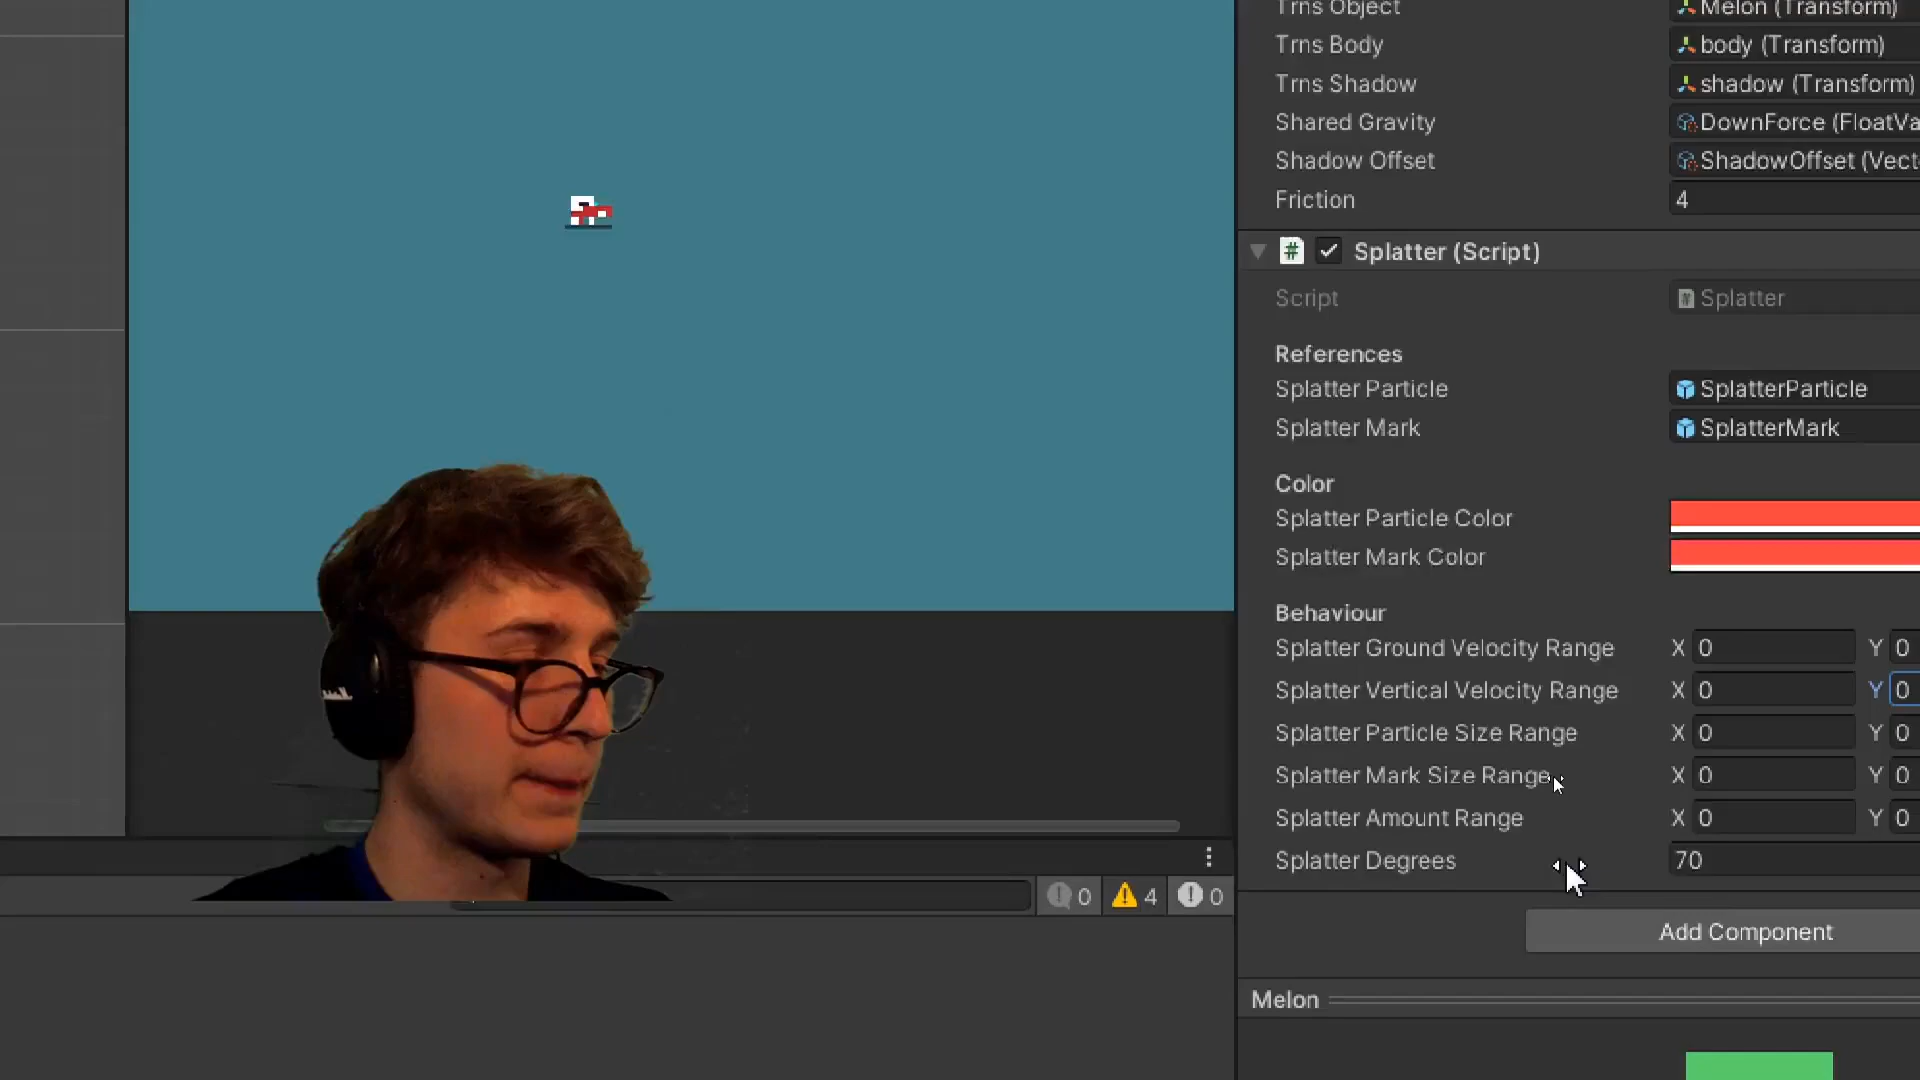 Trns Object Melon (Transform)
Trns Body body (Transform)
Trns Shadow shadow (Transform)
Shared Gravity DownForce (FloatVa
Shadow Offset ShadowOffset (Vect
Friction 4
# Splatter (Script)
Script Splatter
References
Splatter Particle SplatterParticle
Splatter Mark SplatterMark
Color
Splatter Particle Color
Splatter Mark Color
Behaviour
Splatter Ground Velocity Range X 0 Y 0
Splatter Vertical Velocity Range X 0 Y 0
Splatter Particle Size Range X 0 Y 0
Splatter Mark Size Range X 0 Y 0
Splatter Amount Range X 0 Y 0
Splatter Degrees 70
0 4 0
Add Component
Melon